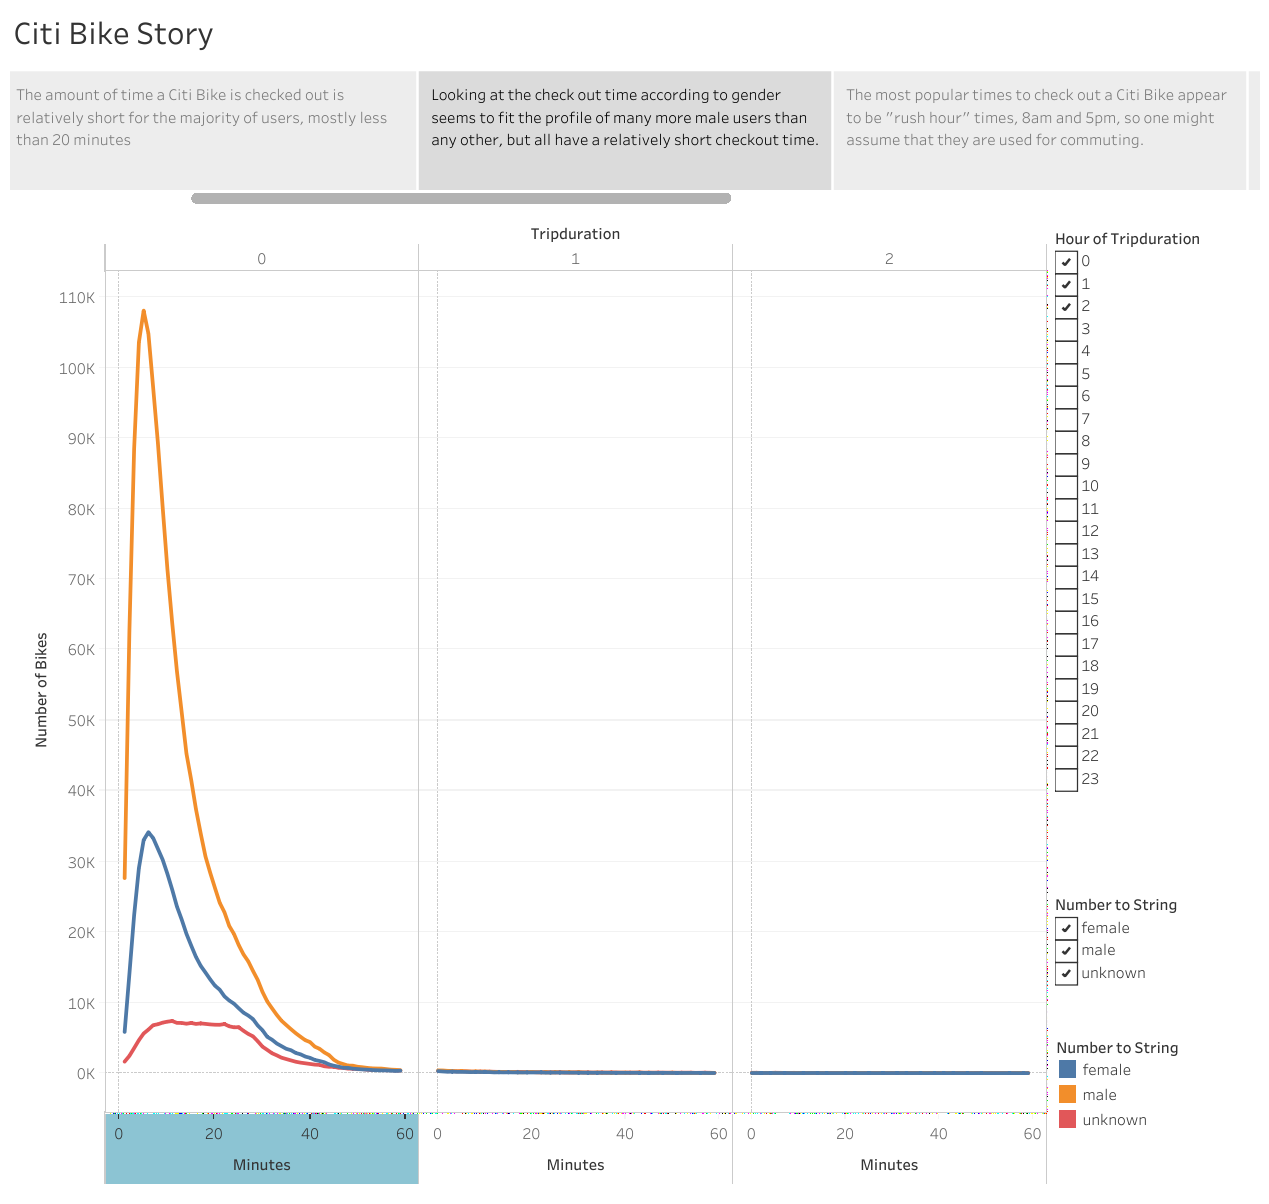 Citi Bike Story
The amount of time a Citi Bike is checked out is
relatively short for the majority of users, mostly less
than 20 minutes
Looking at the check out time according to gender
seems to fit the profile of many more male users than
any other, but all have a relatively short checkout time.
The most popular times to check out a Citi Bike appear
to be "rush hour" times, 8am and 5pm, so one might
assume that they are used for commuting.
Tripduration
0 1 2
110K
100K
90K
80K
70K
60K
50K
40K
30K
20K
10K
0K
Number of Bikes
0 20 40 60 0 20 40 60 0 20 40 60
Minutes Minutes Minutes
Hour of Tripduration
0
1
2
3
4
5
6
7
8
9
10
11
12
13
14
15
16
17
18
19
20
21
22
23
Number to String
female
male
unknown
Number to String
female
male
unknown